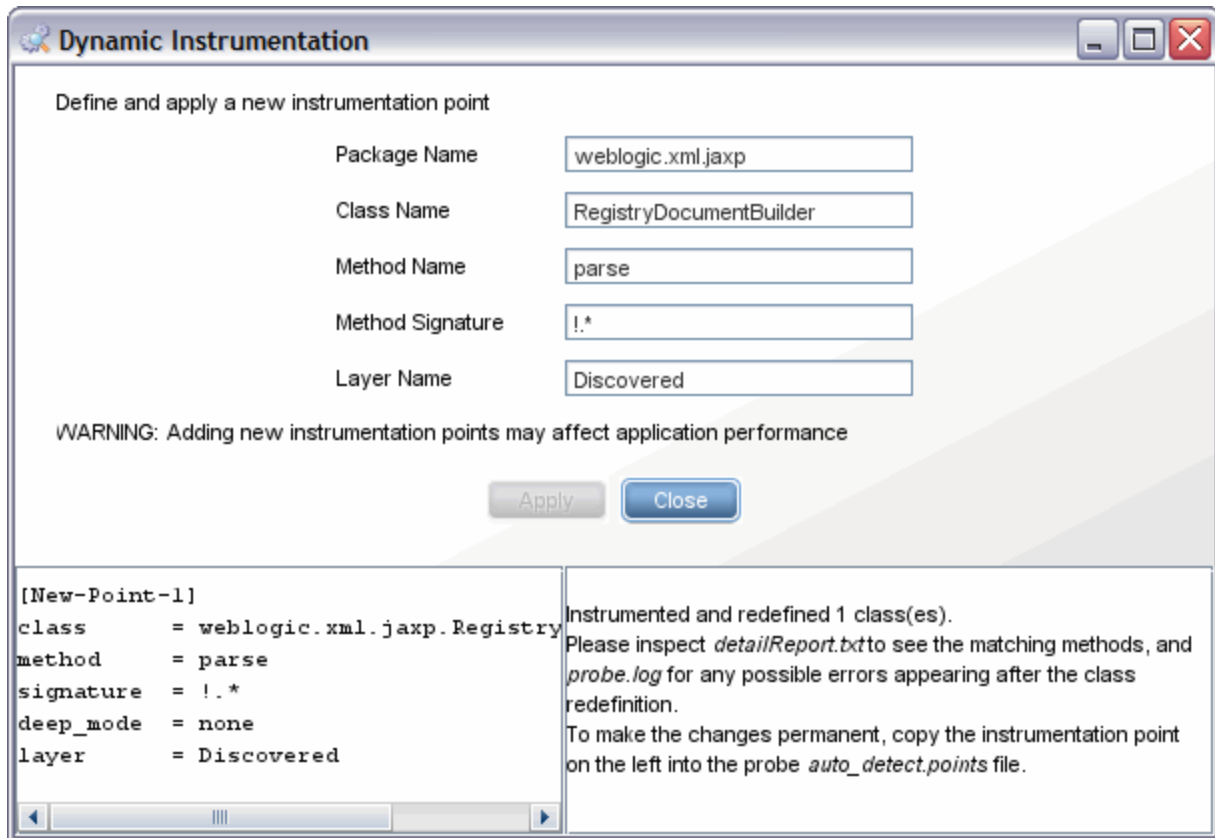 Dynamic Instrumentation
Define and apply a new instrumentation point
Package Name weblogic.xml.jaxp
Class Name RegistryDocumentBuilder
Method Name parse
Method Signature !.*
Layer Name Discovered
WARNING: Adding new instrumentation points may affect application performance
Apply Close
[New-Point-1]
class = weblogic.xml.jaxp.Registry
method = parse
signature = !.*
deep_mode = none
layer = Discovered
Instrumented and redefined 1 class(es).
Please inspect detailReport.txt to see the matching methods, and
probe.log for any possible errors appearing after the class
redefinition.
To make the changes permanent, copy the instrumentation point
on the left into the probe auto_detect.points file.